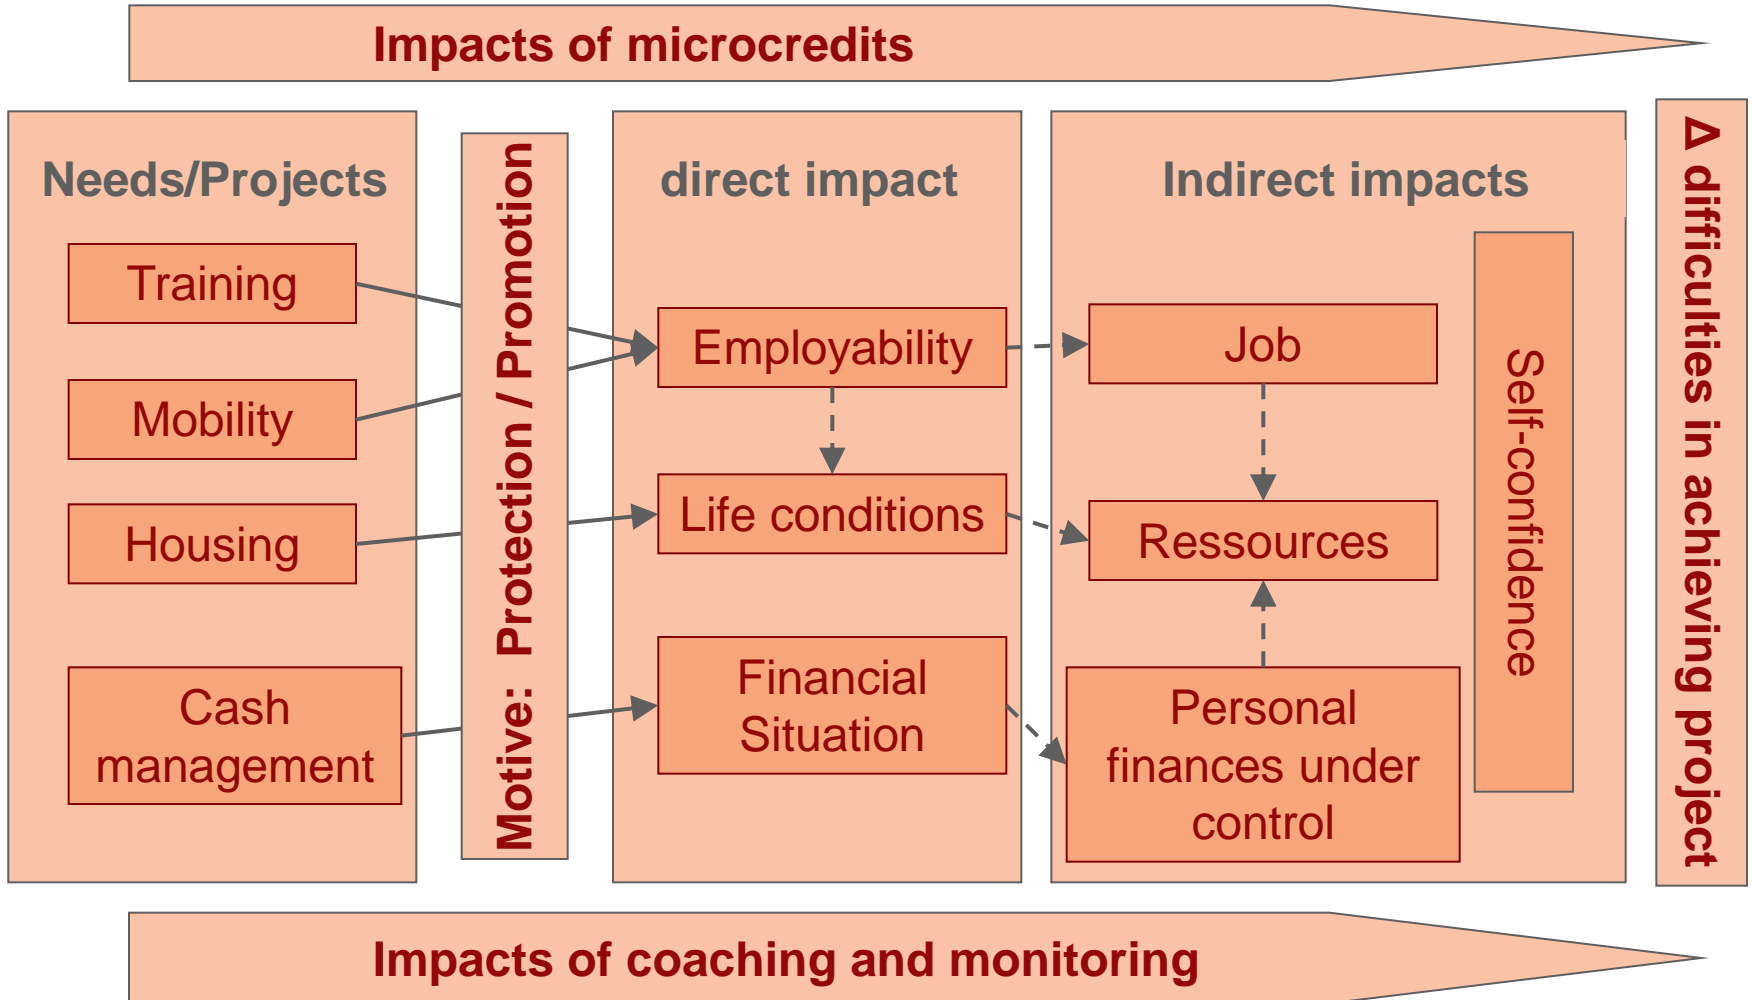 Impacts of microcredits
Needs/Projects
Training
Mobility
Housing
Cash
management
Motive:  Protection / Promotion
direct impact
Employability
Life conditions
Financial
Situation
Indirect impacts
Job
Ressources
Personal
finances under
control
Self-confidence
Δ difficulties in achieving project
Impacts of coaching and monitoring